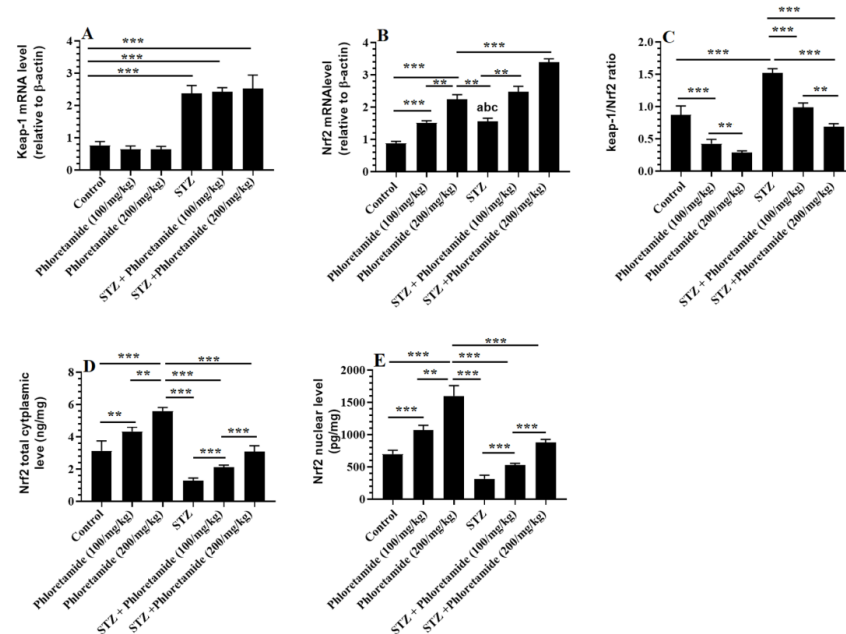 A
Keap-1 mRNA level
(relative to β-actin)
4
3
2
1
0
***
***
***
Control
Phloretamide (100/mg/kg)
Phloretamide (200/mg/kg)
STZ
STZ + Phloretamide (100/mg/kg)
STZ +Phloretamide (200/mg/kg)
B
Nrf2 mRNAlevel
(relative to β-actin)
4
3
2
1
0
***
***
** ** **
***
abc
Control
Phloretamide (100/mg/kg)
Phloretamide (200/mg/kg)
STZ
STZ + Phloretamide (100/mg/kg)
STZ +Phloretamide (200/mg/kg)
C
keap-1/Nrf2 ratio
2.0
1.5
1.0
0.5
0.0
***
***
*** ***
**
***
**
Control
Phloretamide (100/mg/kg)
Phloretamide (200/mg/kg)
STZ
STZ + Phloretamide (100/mg/kg)
STZ +Phloretamide (200/mg/kg)
D
Nrf2 total cytplasmic
leve (ng/mg)
8
6
4
2
0
*** ***
** ***
***
**
***
***
Control
Phloretamide (100/mg/kg)
Phloretamide (200/mg/kg)
STZ
STZ + Phloretamide (100/mg/kg)
STZ +Phloretamide (200/mg/kg)
E
Nrf2 nuclear level
(pg/mg)
2000
1500
1000
500
0
***
*** ***
** ***
***
***
***
Control
Phloretamide (100/mg/kg)
Phloretamide (200/mg/kg)
STZ
STZ + Phloretamide (100/mg/kg)
STZ +Phloretamide (200/mg/kg)